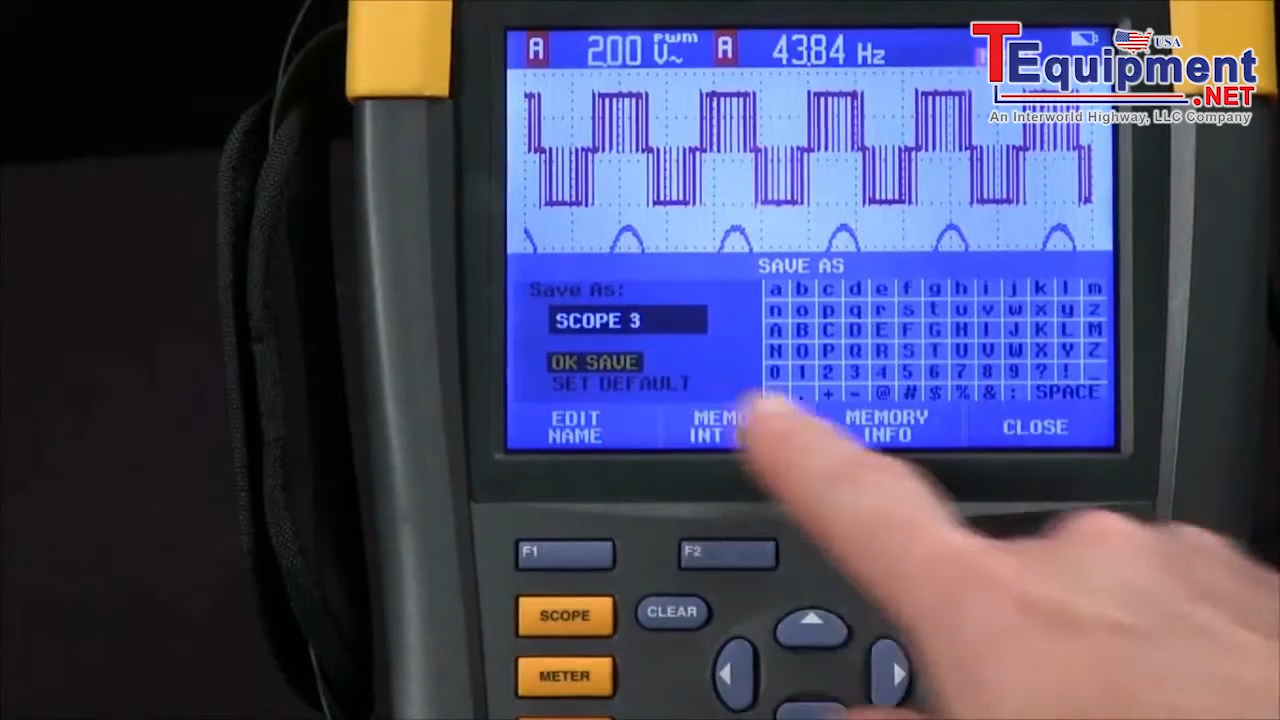 A 200 PWM V~ A 43.84 Hz
TEquipment USA
.NET
An Interworld Highway, LLC Company
SAVE AS
Save As:
SCOPE 3
OK SAVE
SET DEFAULT
a b c d e f g h i j k l m
n o p q r s t u v w x y z
A B C D E F G H I J K L M
N O P Q R S T U V W X Y Z
0 1 2 3 4 5 6 7 8 9 ? ! _
. + - @ # $ % & : SPACE
EDIT NAME
INT
MEMORY INFO
CLOSE
F1
F2
SCOPE
CLEAR
METER